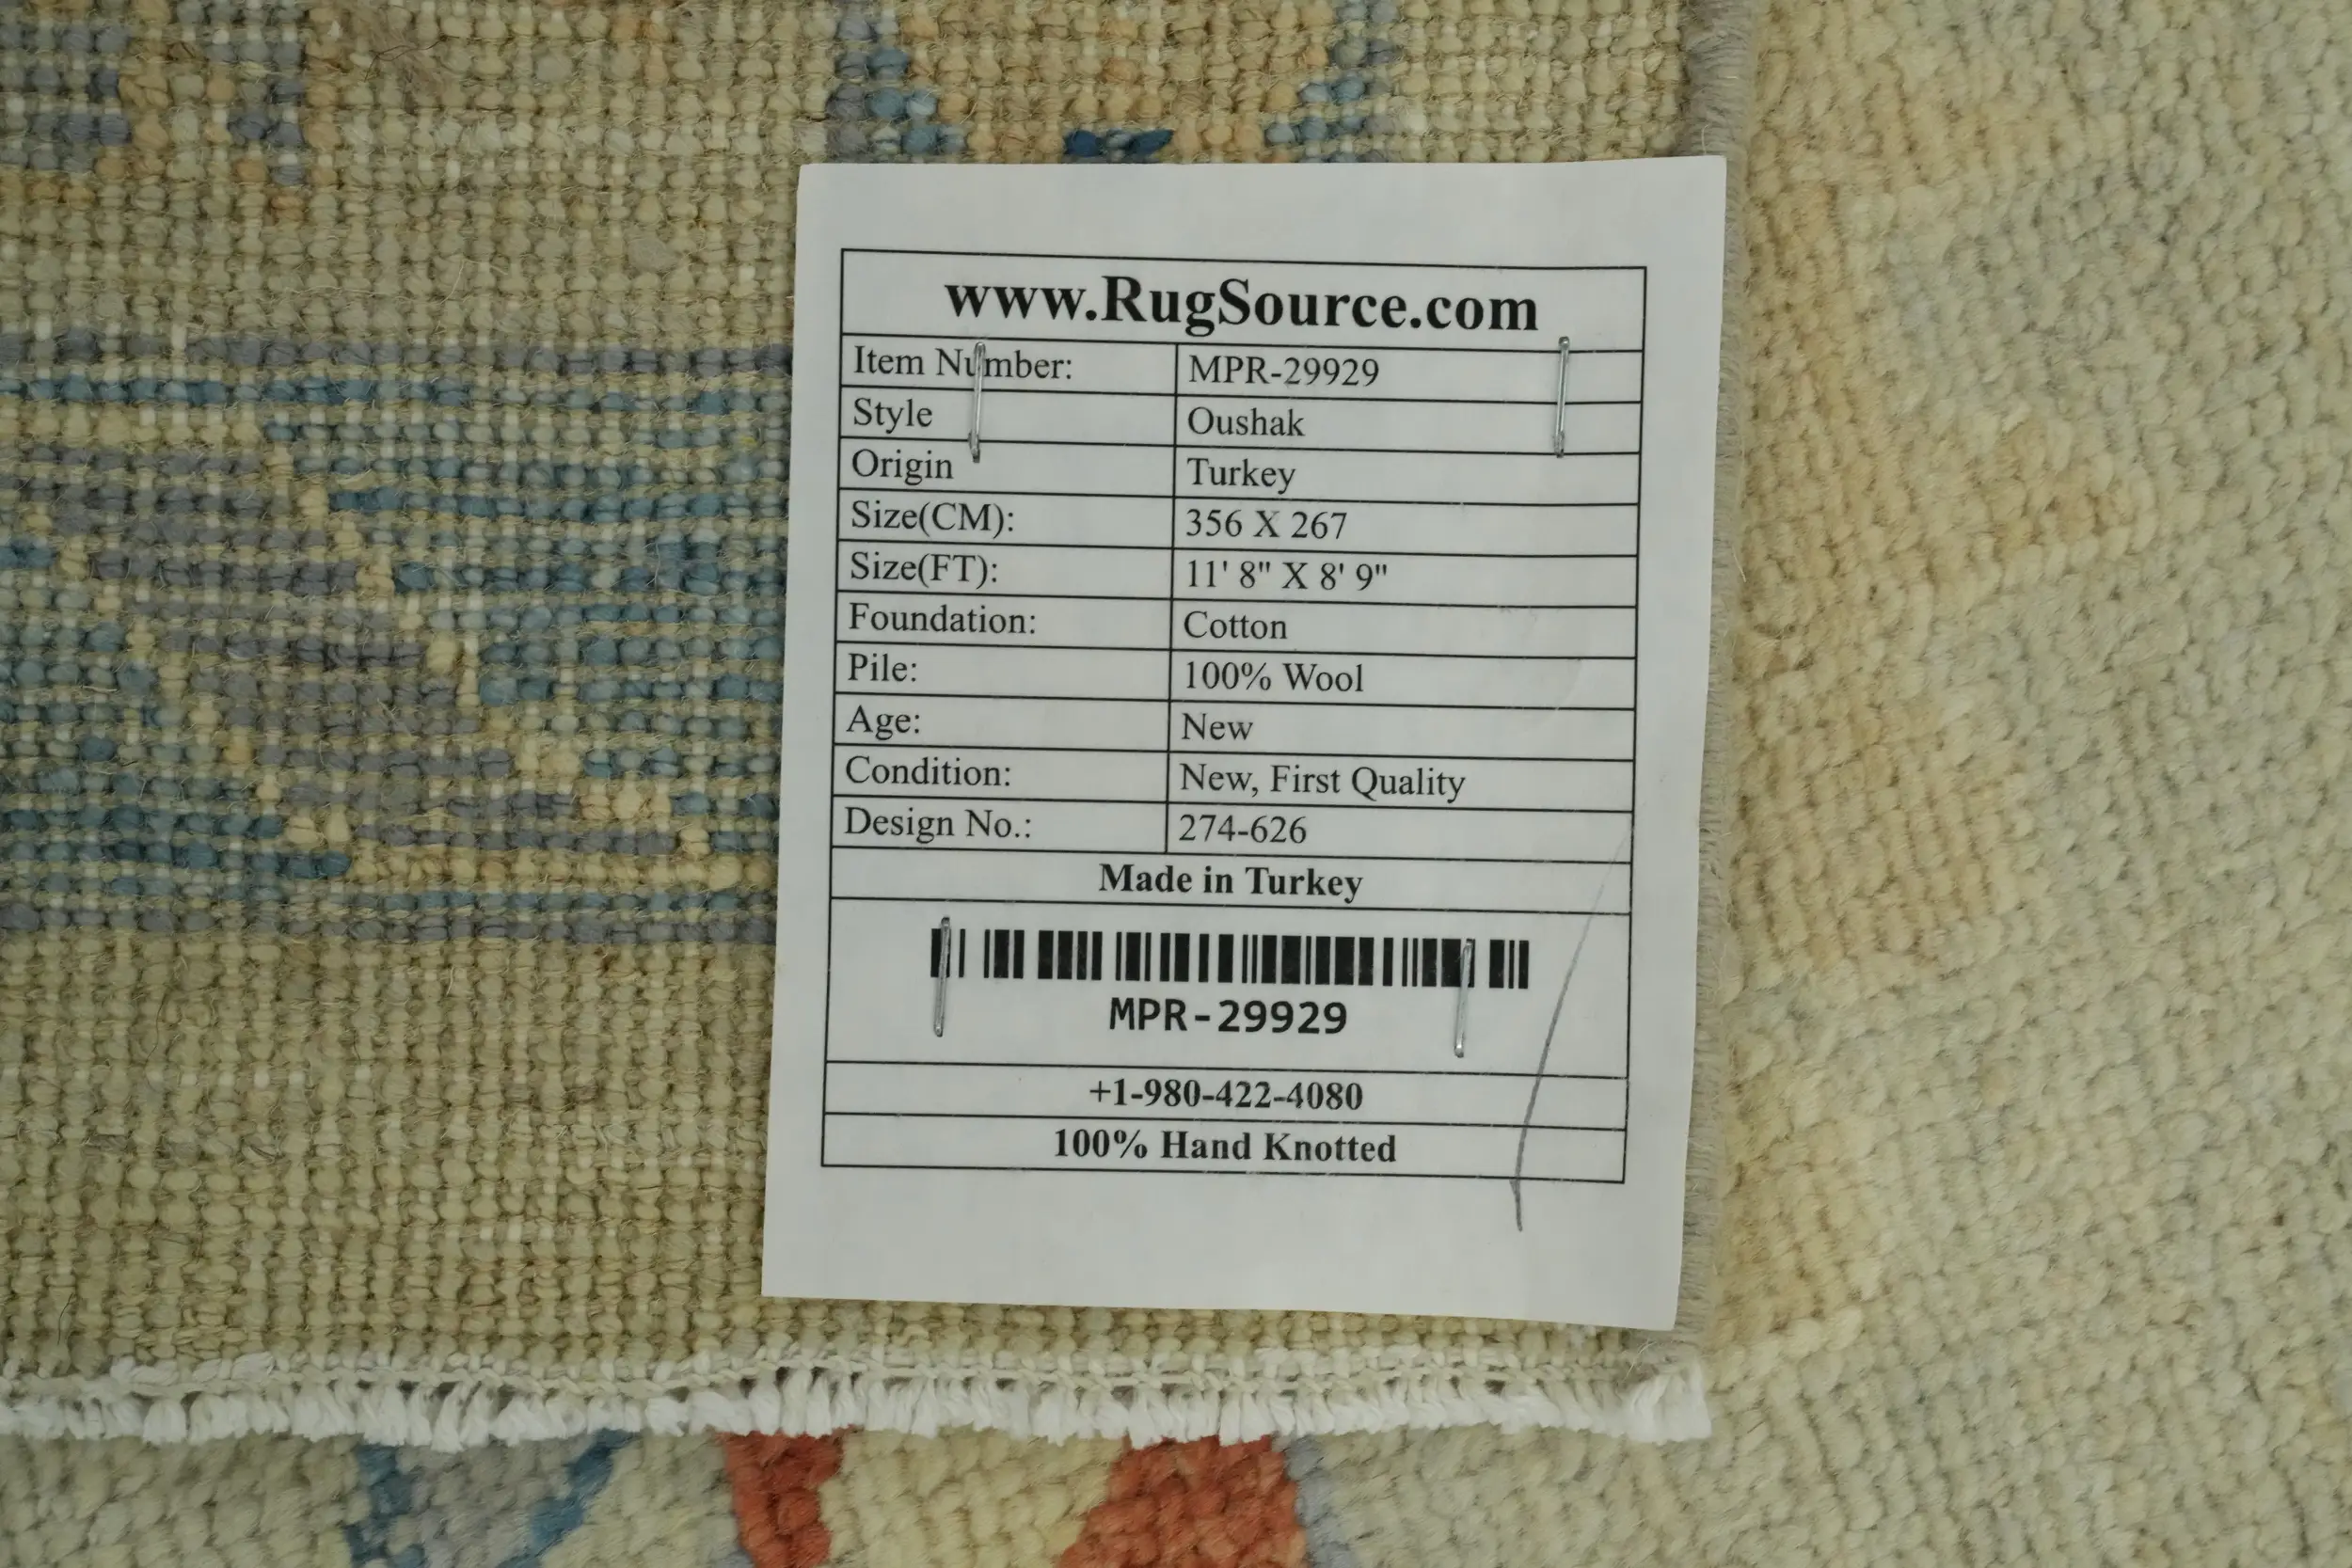 www.RugSource.com
Item Number: MPR-29929
Style Oushak
Origin Turkey
Size(CM): 356 X 267
Size(FT): 11' 8" X 8' 9"
Foundation: Cotton
Pile: 100% Wool
Age: New
Condition: New, First Quality
Design No.: 274-626
Made in Turkey
MPR-29929
+1-980-422-4080
100% Hand Knotted